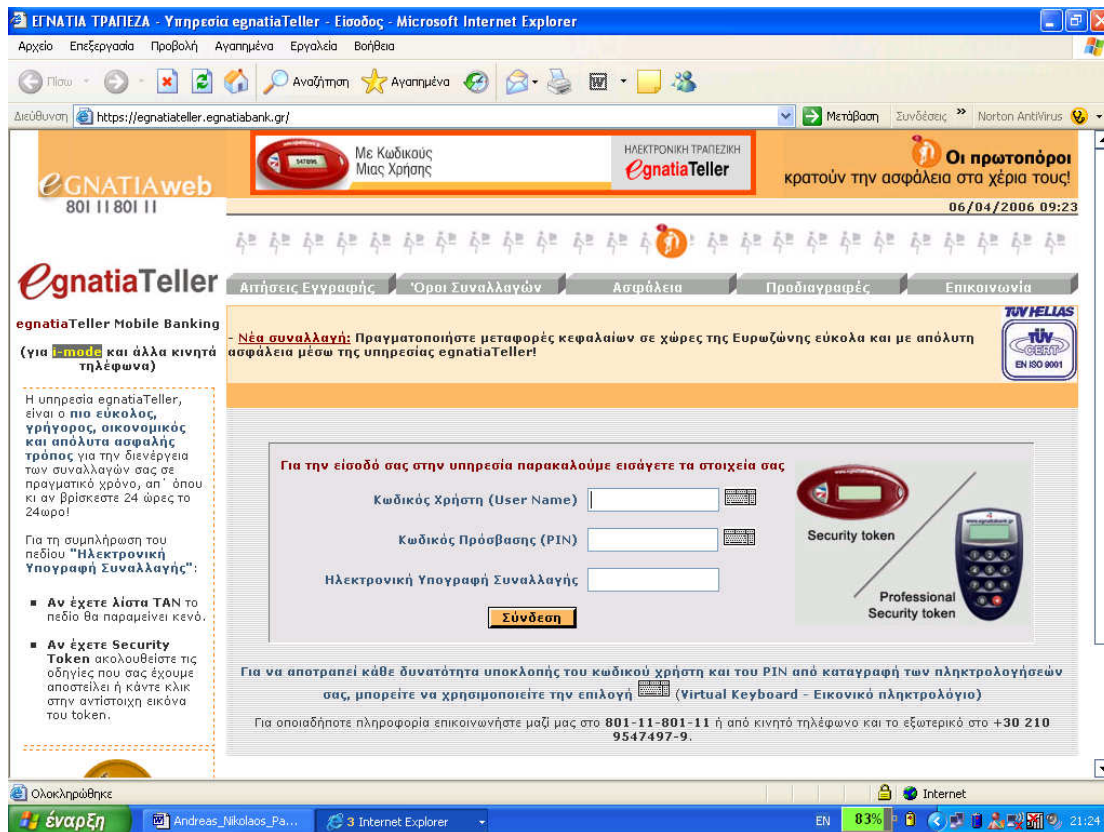 ΕΓΝΑΤΙΑ ΤΡΑΠΕΖΑ - Υπηρεσία egnatiaTeller - Είσοδος - Microsoft Internet Explorer
Αρχείο Επεξεργασία Προβολή Αγαπημένα Εργαλεία Βοήθεια
Πίσω Αναζήτηση Αγαπημένα
Διεύθυνση https://egnatiateller.egnatiabank.gr/ Μετάβαση Συνδέσεις » Norton AntiVirus
eGNATIAweb
801 11 801 11
Με Κωδικούς
Μιας Χρήσης
ΗΛΕΚΤΡΟΝΙΚΗ ΤΡΑΠΕΖΙΚΗ
egnatiaTeller
Οι πρωτοπόροι
κρατούν την ασφάλεια στα χέρια τους!
06/04/2006 09:23
egnatiaTeller
Αιτήσεις Εγγραφής Όροι Συναλλαγών Ασφάλεια Προδιαγραφές Επικοινωνία
egnatiaTeller Mobile Banking
(για i-mode και άλλα κινητά
τηλέφωνα)
- Νέα συναλλαγή: Πραγματοποιήστε μεταφορές κεφαλαίων σε χώρες της Ευρωζώνης εύκολα και με απόλυτη
ασφάλεια μέσω της υπηρεσίας egnatiaTeller!
TUV HELLAS
TÜV
CERT
EN ISO 9001
Η υπηρεσία egnatiaTeller,
είναι ο πιο εύκολος,
γρήγορος, οικονομικός
και απόλυτα ασφαλής
τρόπος για την διενέργεια
των συναλλαγών σας σε
πραγματικό χρόνο, απ΄ όπου
κι αν βρίσκεστε 24 ώρες το
24ωρο!
Για τη συμπλήρωση του
πεδίου "Ηλεκτρονική
Υπογραφή Συναλλαγής":
Αν έχετε λίστα TAN το
πεδίο θα παραμείνει κενό.
Αν έχετε Security
Token ακολουθείστε τις
οδηγίες που σας έχουμε
αποστείλει ή κάντε κλικ
στην αντίστοιχη εικόνα
του token.
Για την είσοδό σας στην υπηρεσία παρακαλούμε εισάγετε τα στοιχεία σας
Κωδικός Χρήστη (User Name)
Κωδικός Πρόσβασης (PIN)
Ηλεκτρονική Υπογραφή Συναλλαγής
Σύνδεση
Security token
Professional
Security token
Για να αποτραπεί κάθε δυνατότητα υποκλοπής του κωδικού χρήστη και του PIN από καταγραφή των πληκτρολογήσεών
σας, μπορείτε να χρησιμοποιείτε την επιλογή (Virtual Keyboard - Εικονικό πληκτρολόγιο)
Για οποιαδήποτε πληροφορία επικοινωνήστε μαζί μας στο 801-11-801-11 ή από κινητό τηλέφωνο και το εξωτερικό στο +30 210
9547497-9.
Ολοκληρώθηκε Internet
έναρξη Andreas_Nikolaos_Pa... 3 Internet Explorer EN 83% 21:24